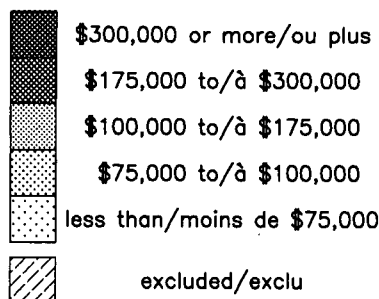 $300,000 or more/ou plus
$175,000 to/à $300,000
$100,000 to/à $175,000
$75,000 to/à $100,000
less than/moins de $75,000
excluded/exclu